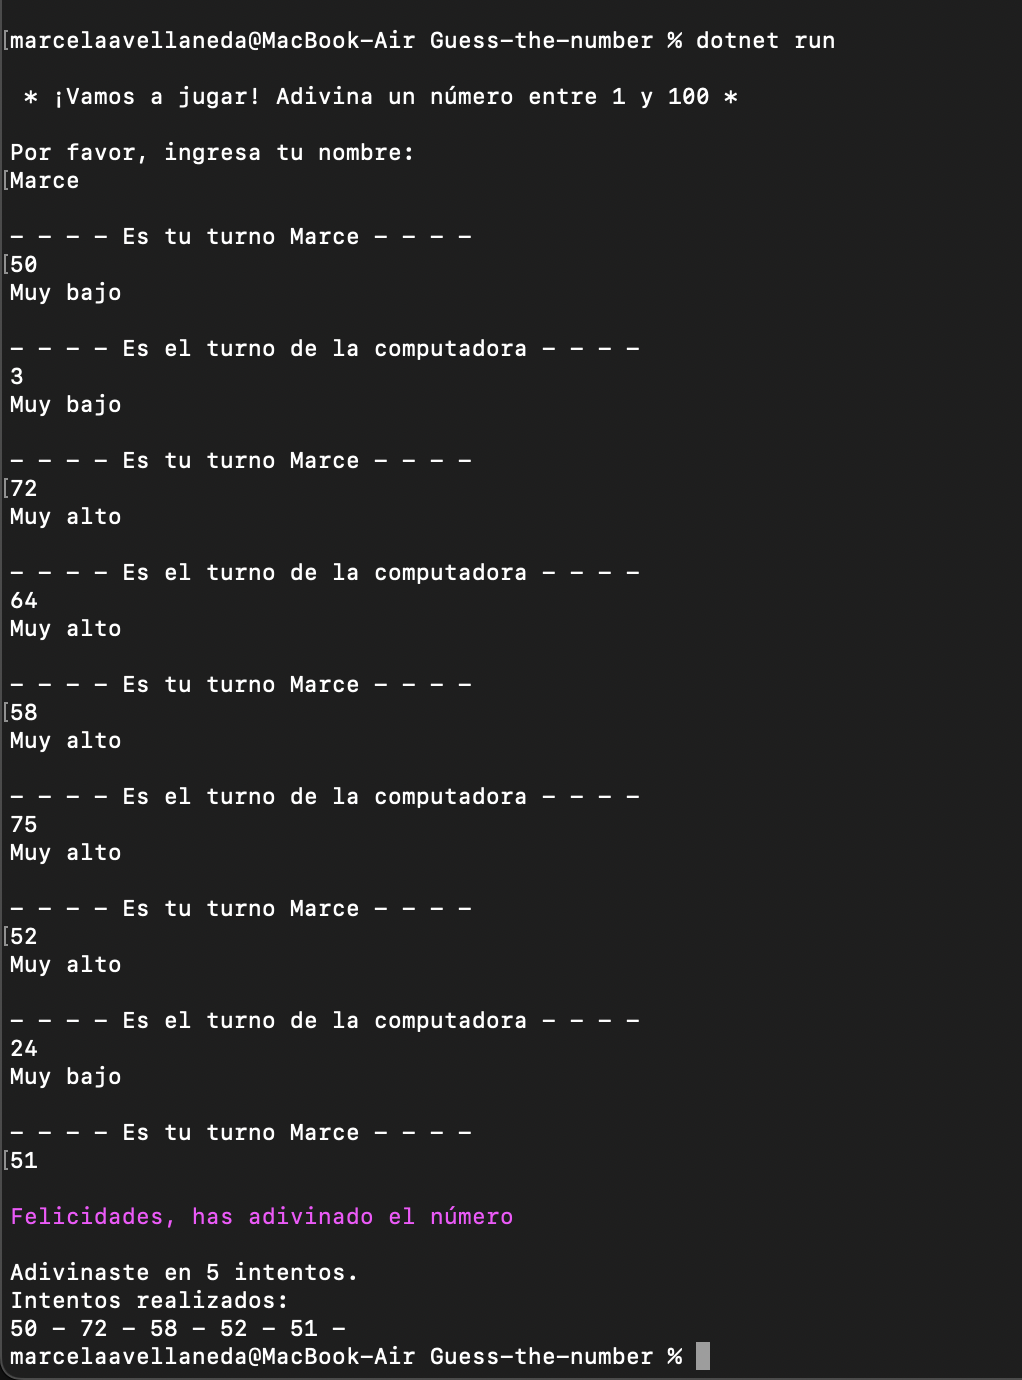 [marcelaavellaneda@MacBook-Air Guess-the-number % dotnet run
* ¡Vamos a jugar! Adivina un número entre 1 y 100 *
Por favor, ingresa tu nombre:
[Marce
- - - - Es tu turno Marce - - - -
[50
Muy bajo
- - - - Es el turno de la computadora - - - -
3
Muy bajo
- - - - Es tu turno Marce - - - -
[72
Muy alto
- - - - Es el turno de la computadora - - - -
64
Muy alto
- - - - Es tu turno Marce - - - -
[58
Muy alto
- - - - Es el turno de la computadora - - - -
75
Muy alto
- - - - Es tu turno Marce - - - -
[52
Muy alto
- - - - Es el turno de la computadora - - - -
24
Muy bajo
- - - - Es tu turno Marce - - - -
[51
Felicidades, has adivinado el número
Adivinaste en 5 intentos.
Intentos realizados:
50 - 72 - 58 - 52 - 51 -
marcelaavellaneda@MacBook-Air Guess-the-number %